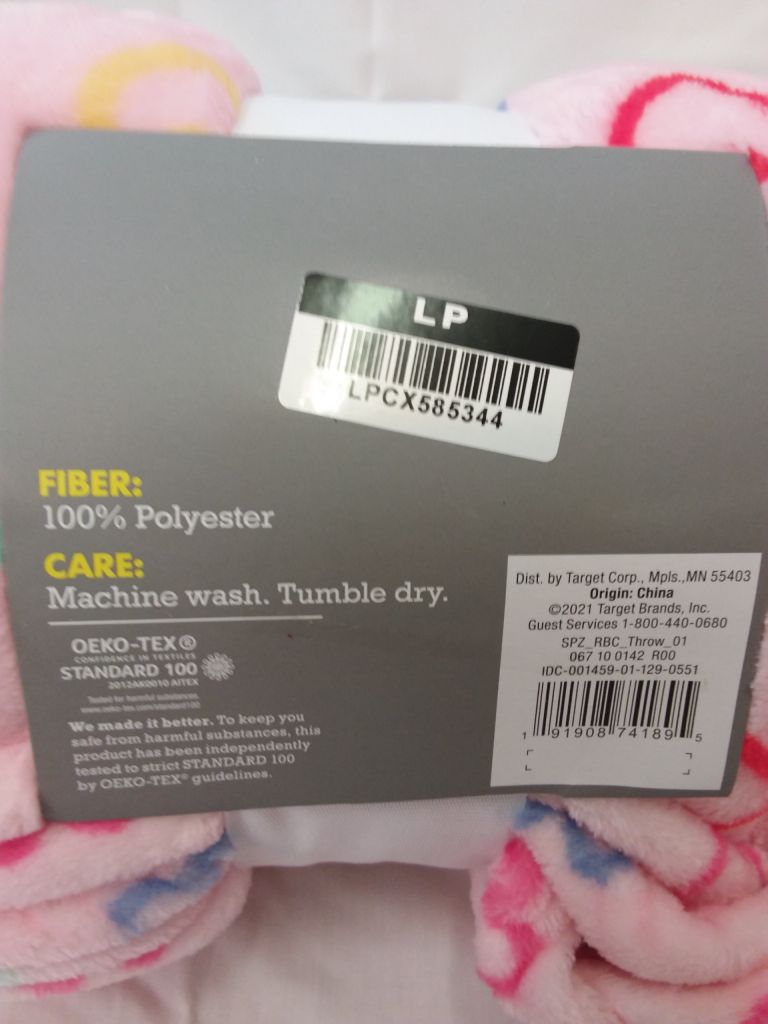 LP
LPCX585344
FIBER:
100% Polyester
CARE:
Machine wash. Tumble dry.
OEKO-TEX®
CONFIDENCE IN TEXTILES
STANDARD 100
2012AK0010 AITEX
Tested for harmful substances
www.oeko-tex.com/standard100
We made it better. To keep you
safe from harmful substances, this
product has been independently
tested to strict STANDARD 100
by OEKO-TEX® guidelines.
Dist. by Target Corp., Mpls.,MN 55403
Origin: China
©2021 Target Brands, Inc.
Guest Services 1-800-440-0680
SPZ_RBC_Throw_01
067 10 0142 R00
IDC-001459-01-129-0551
1 91908 74189 5